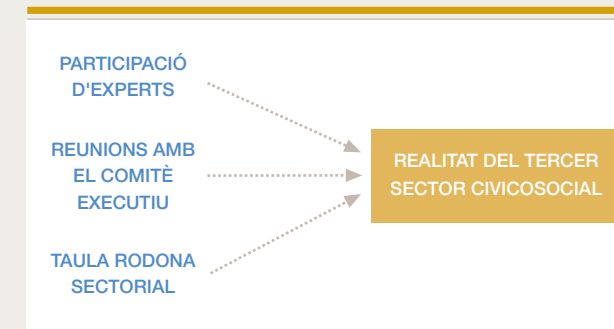 PARTICIPACIÓ
D'EXPERTS
REUNIONS AMB
EL COMITÈ
EXECUTIU
TAULA RODONA
SECTORIAL
REALITAT DEL TERCER
SECTOR CIVICOSOCIAL